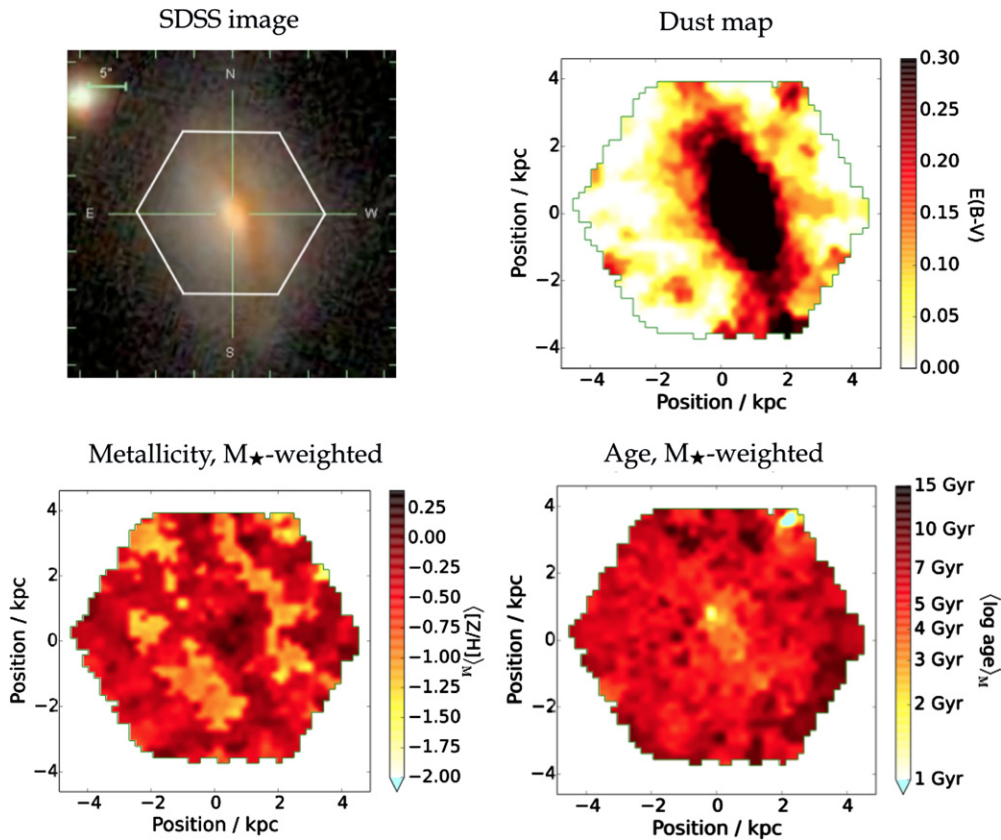 SDSS image
Dust map
5"
N
E
W
S
4
2
0
−2
−4
Position / kpc
−4 −2 0 2 4
Position / kpc
0.30
0.25
0.20
0.15
0.10
0.05
0.00
E(B-V)
Metallicity, M★-weighted
Age, M★-weighted
4
2
0
−2
−4
Position / kpc
−4 −2 0 2 4
Position / kpc
0.25
0.00
−0.25
−0.50
−0.75
−1.00
−1.25
−1.50
−1.75
−2.00
⟨[Z/H]⟩M
4
2
0
−2
−4
Position / kpc
−4 −2 0 2 4
Position / kpc
15 Gyr
10 Gyr
7 Gyr
5 Gyr
4 Gyr
3 Gyr
2 Gyr
1 Gyr
⟨log age⟩M